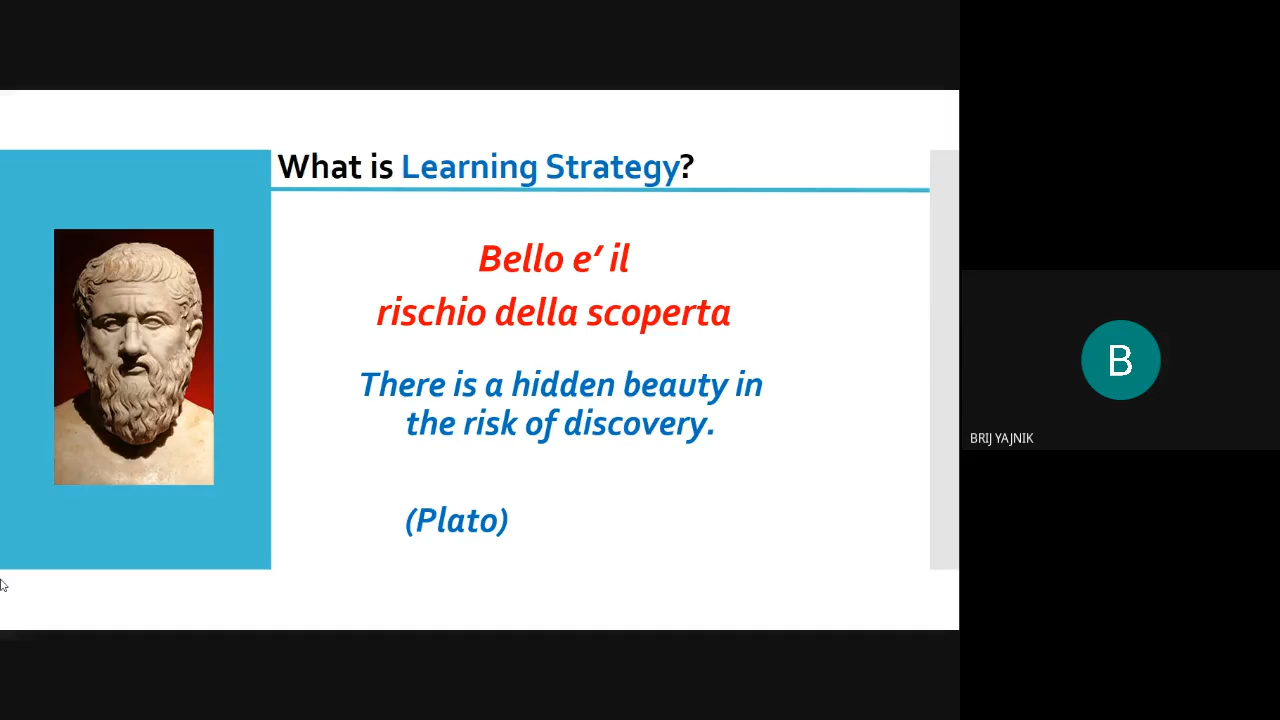 What is Learning Strategy?
Bello e’ il
rischio della scoperta
There is a hidden beauty in
the risk of discovery.
(Plato)
B
BRIJ YAJNIK